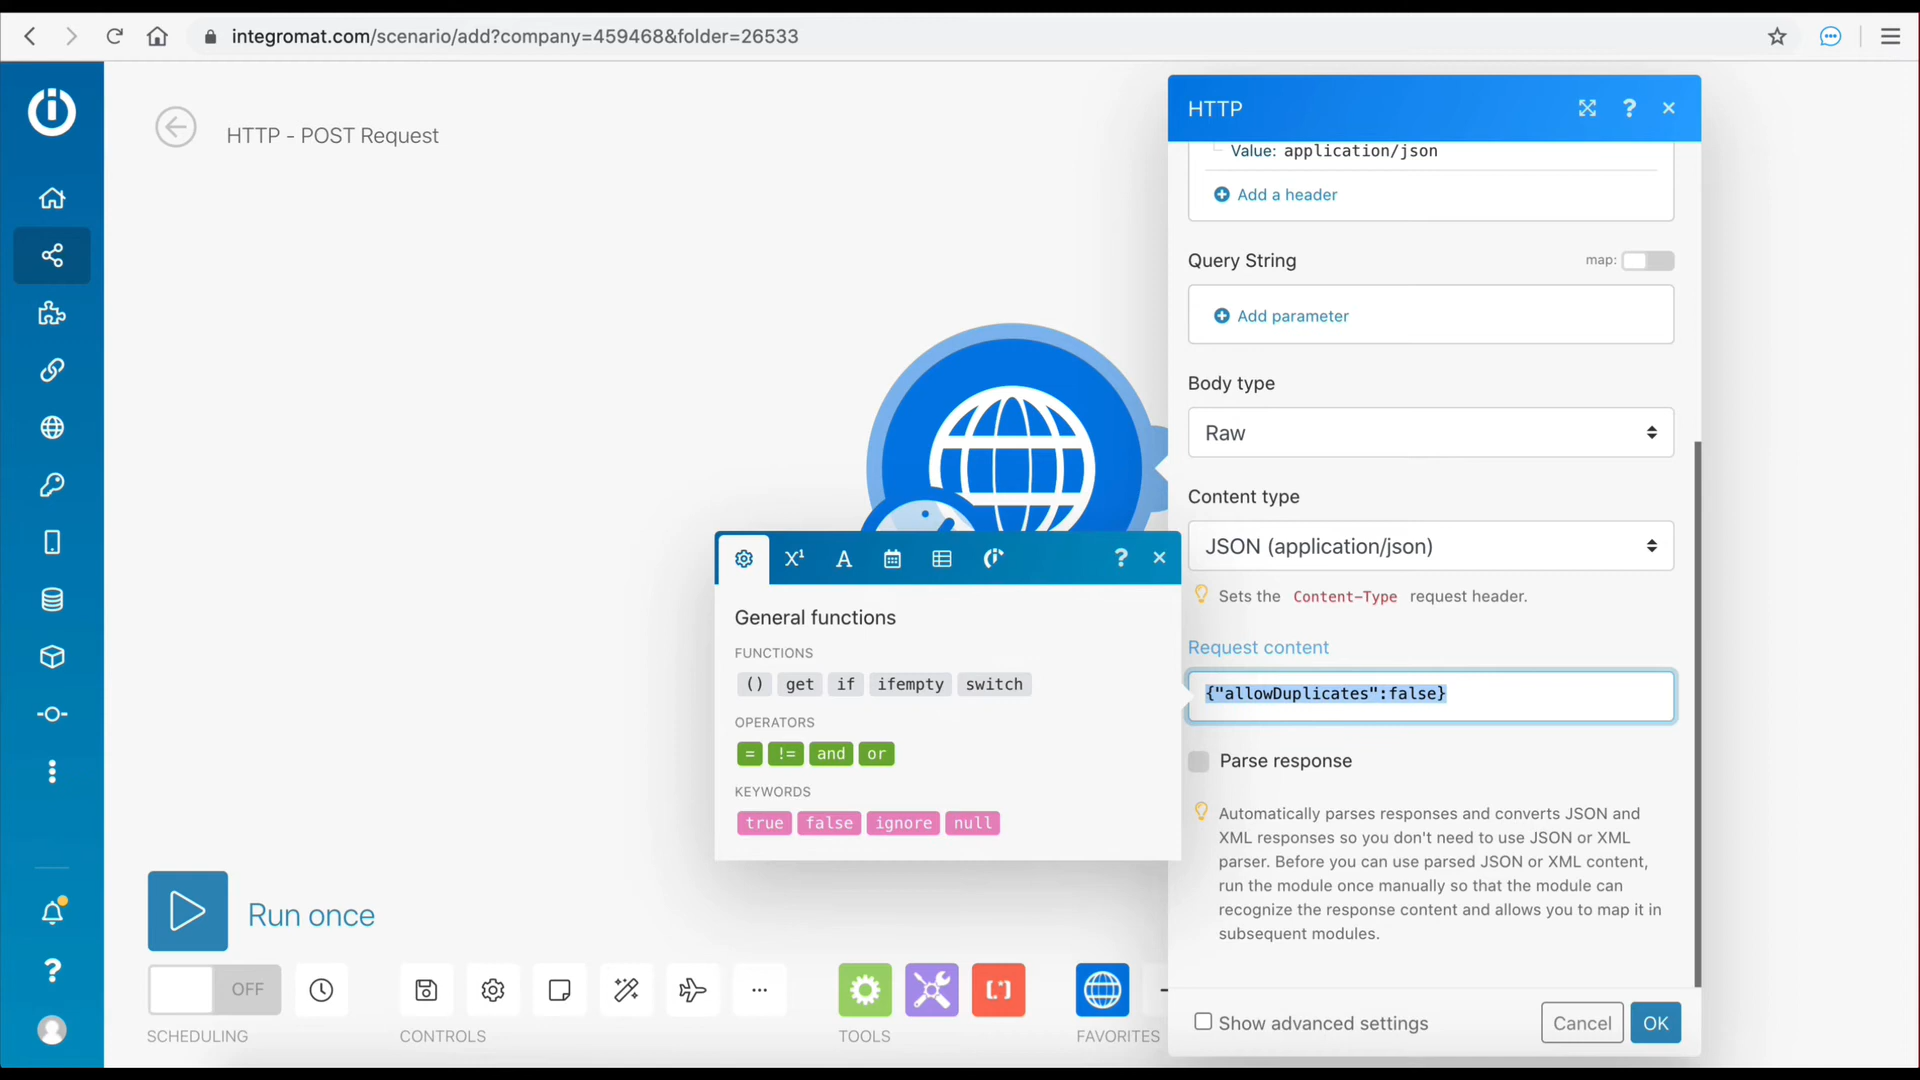 integromat.com/scenario/add?company=459468&folder=26533
HTTP - POST Request
HTTP
Value: application/json
Add a header
Query String
map:
Add parameter
Body type
Raw
Content type
JSON (application/json)
Sets the Content-Type request header.
Request content
{"allowDuplicates":false}
Parse response
Automatically parses responses and converts JSON and
XML responses so you don't need to use JSON or XML
parser. Before you can use parsed JSON or XML content,
run the module once manually so that the module can
recognize the response content and allows you to map it in
subsequent modules.
Show advanced settings
Cancel
OK
General functions
FUNCTIONS
() get if ifempty switch
OPERATORS
= != and or
KEYWORDS
true false ignore null
Run once
OFF
SCHEDULING
CONTROLS
TOOLS
FAVORITES